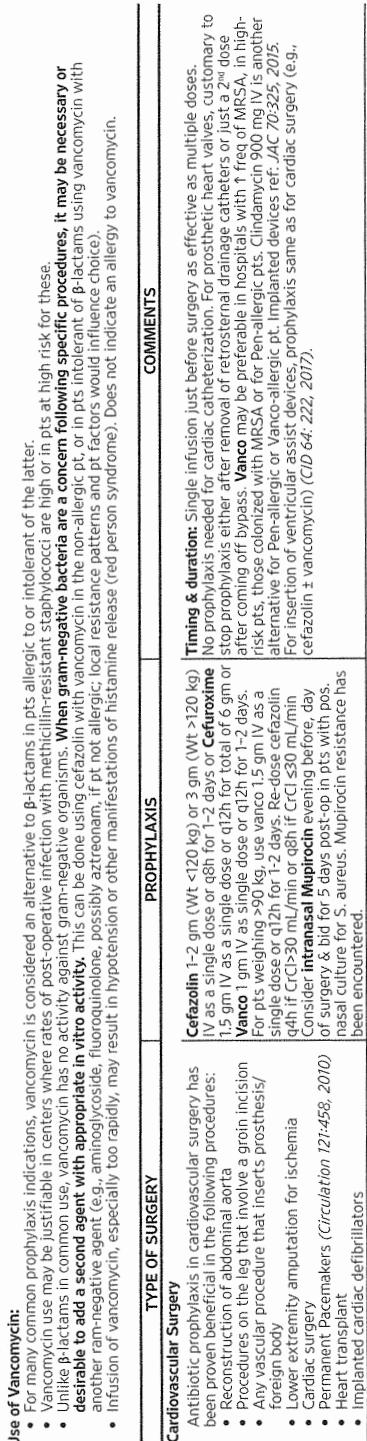 Use of Vancomycin:
• For many common prophylaxis indications, vancomycin is considered an alternative to β-lactams in pts allergic to or intolerant of the latter.
• Vancomycin use may be justifiable in centers where rates of post-operative infection with methicillin-resistant staphylococci are high or in pts at high risk for these.
• Unlike β-lactams in common use, vancomycin has no activity against gram-negative organisms. When gram-negative bacteria are a concern following specific procedures, it may be necessary or
desirable to add a second agent with appropriate in vitro activity. This can be done using cefazolin with vancomycin in the non-allergic pt, or in pts intolerant of β-lactams using vancomycin with
another ram-negative agent (e.g., aminoglycoside, fluoroquinolone, possibly aztreonam, if pt not allergic; local resistance patterns and pt factors would influence choice).
• Infusion of vancomycin, especially too rapidly, may result in hypotension or other manifestations of histamine release (red person syndrome). Does not indicate an allergy to vancomycin.
TYPE OF SURGERY
PROPHYLAXIS
COMMENTS
Cardiovascular Surgery
Antibiotic prophylaxis in cardiovascular surgery has
been proven beneficial in the following procedures:
• Reconstruction of abdominal aorta
• Procedures on the leg that involve a groin incision
• Any vascular procedure that inserts prosthesis/
foreign body
• Lower extremity amputation for ischemia
• Cardiac surgery
• Permanent Pacemakers (Circulation 121:458, 2010)
• Heart transplant
• Implanted cardiac defibrillators
Cefazolin 1-2 gm (Wt <120 kg) or 3 gm (Wt >120 kg)
IV as a single dose or q8h for 1-2 days or Cefuroxime
1.5 gm IV as a single dose or q12h for total of 6 gm or
Vanco 1 gm IV as single dose or q12h for 1-2 days.
For pts weighing >90 kg, use vanco 1.5 gm IV as a
single dose or q12h for 1-2 days. Re-dose cefazolin
q4h if CrCl>30 mL/min or q8h if CrCl ≤30 mL/min
Consider intranasal Mupirocin evening before, day
of surgery & bid for 5 days post-op in pts with pos.
nasal culture for S. aureus. Mupirocin resistance has
been encountered.
Timing & duration: Single infusion just before surgery as effective as multiple doses.
No prophylaxis needed for cardiac catheterization. For prosthetic heart valves, customary to
stop prophylaxis either after removal of retrosternal drainage catheters or just a 2nd dose
after coming off bypass. Vanco may be preferable in hospitals with ↑ freq of MRSA, in high-
risk pts, those colonized with MRSA or for Pen-allergic pts. Clindamycin 900 mg IV is another
alternative for Pen-allergic or Vanco-allergic pt. Implanted devices ref: JAC 70:325, 2015.
For insertion of ventricular assist devices, prophylaxis same as for cardiac surgery (e.g.,
cefazolin ± vancomycin) (CID 64: 222, 2017).